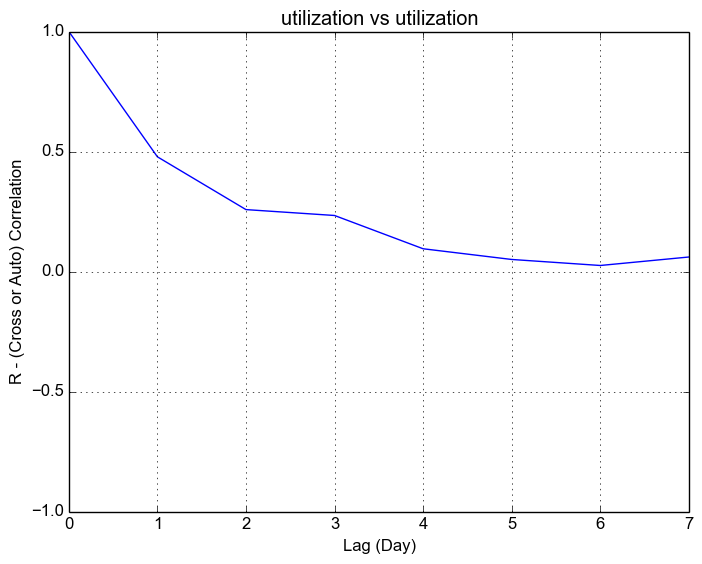 utilization vs utilization
1.0
0.5
0.0
−0.5
−1.0
R - (Cross or Auto) Correlation
0 1 2 3 4 5 6 7
Lag (Day)